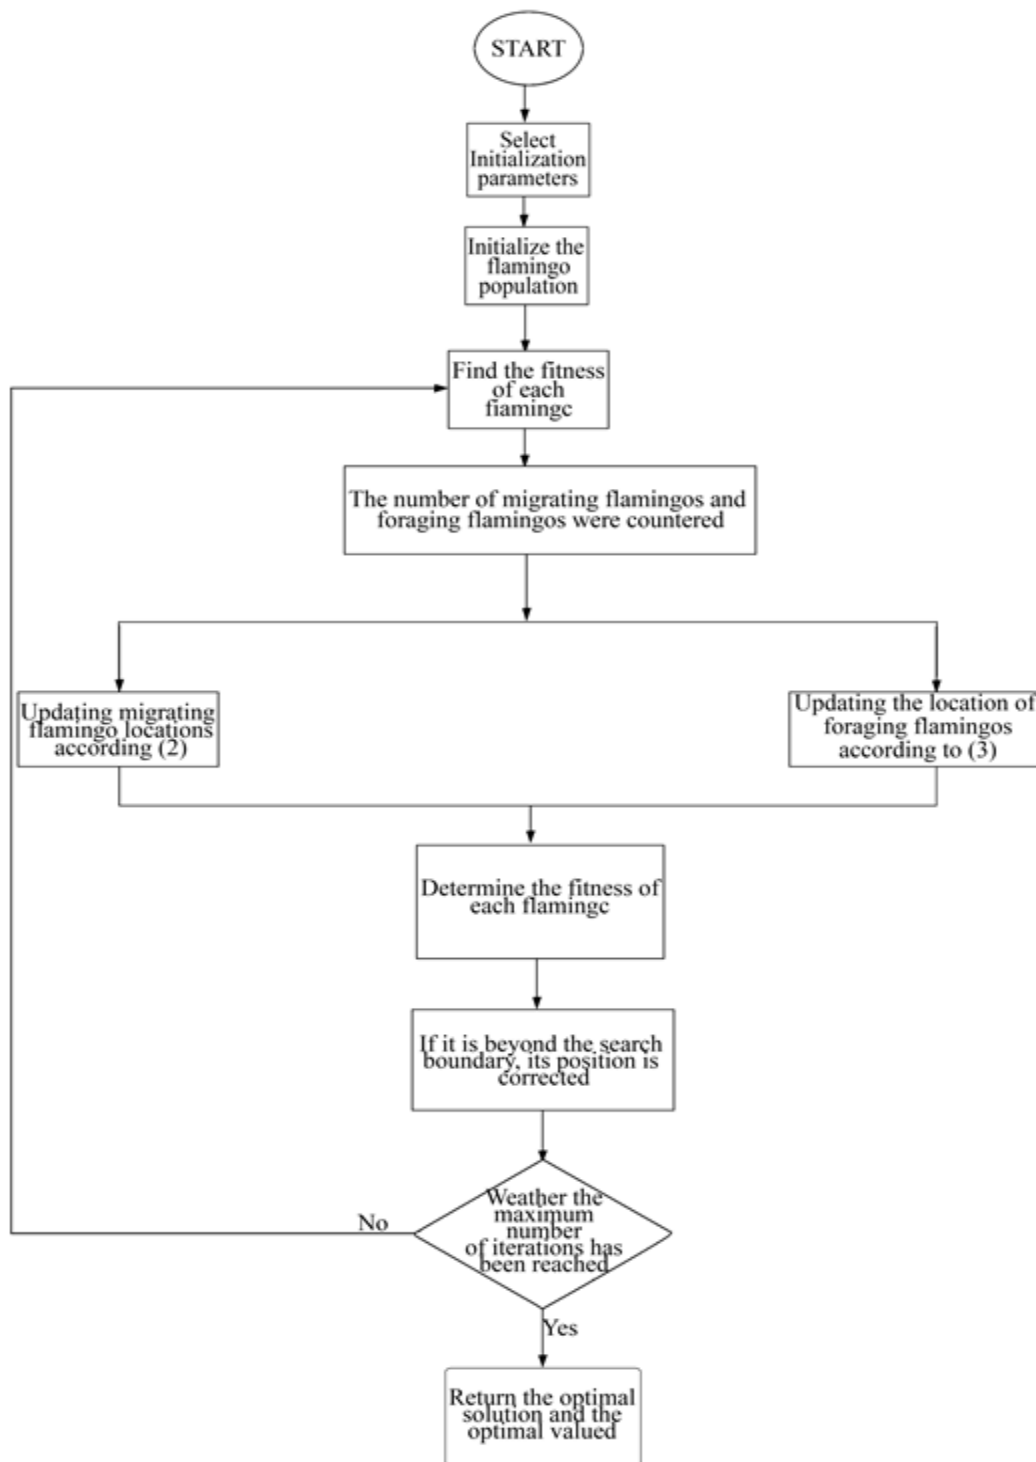 START
Select
Initialization
parameters
Initialize the
flamingo
population
Find the fitness
of each
fiamingc
The number of migrating flamingos and
foraging flamingos were countered
Updating migrating
flamingo locations
according (2)
Updating the location of
foraging flamingos
according to (3)
Determine the fitness of
each flamingc
If it is beyond the search
boundary, its position is
corrected
Weather the
maximum
number
of iterations has
been reached
No
Yes
Return the optimal
solution and the
optimal valued